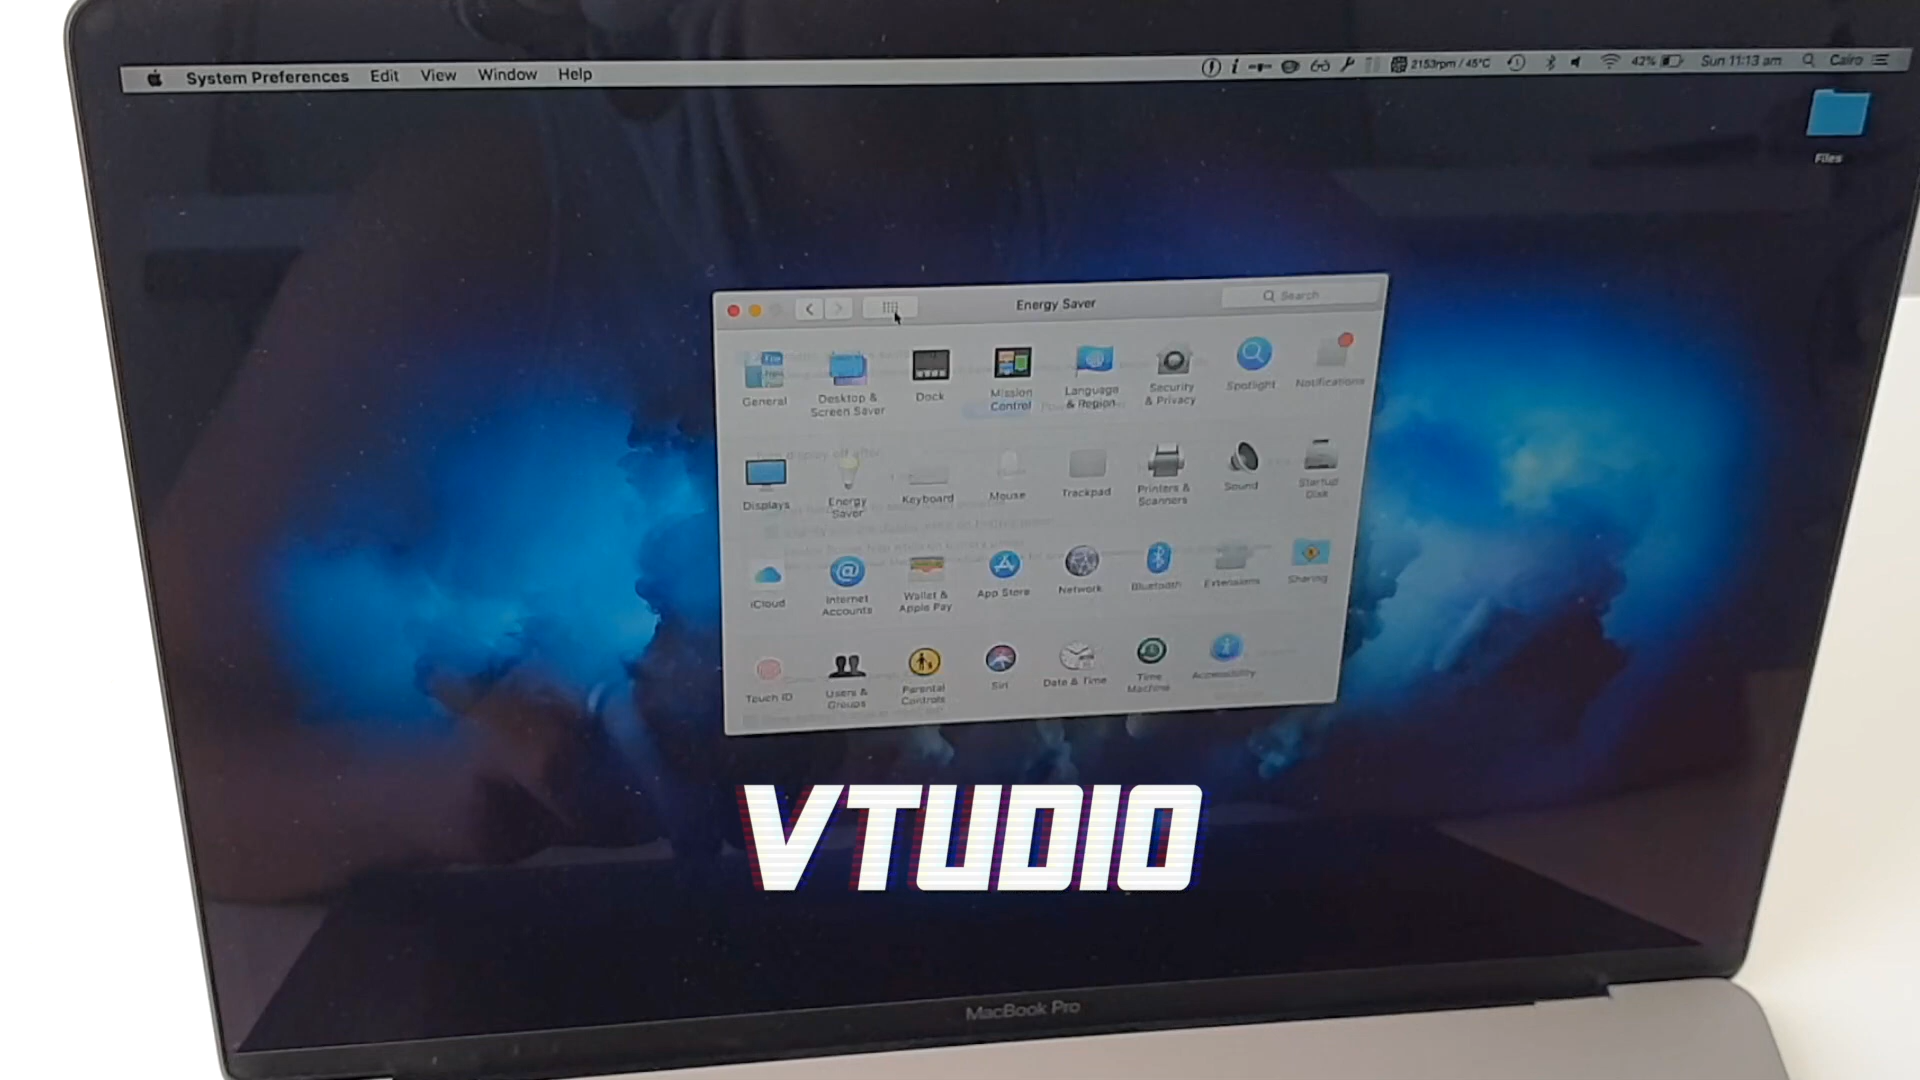 System Preferences Edit View Window Help
2153rpm / 45°C 42% Sun 11:13 am Cairo
Files
Energy Saver
Search
General
Desktop &
Screen Saver
Dock
Mission
Control
Language
& Region
Security
& Privacy
Spotlight
Notifications
Displays
Energy
Saver
Keyboard
Mouse
Trackpad
Printers &
Scanners
Sound
Startup
Disk
iCloud
Internet
Accounts
Wallet &
Apple Pay
App Store
Network
Bluetooth
Extensions
Sharing
Touch ID
Users &
Groups
Parental
Controls
Siri
Date & Time
Time
Machine
Accessibility
VTUDIO
MacBook Pro